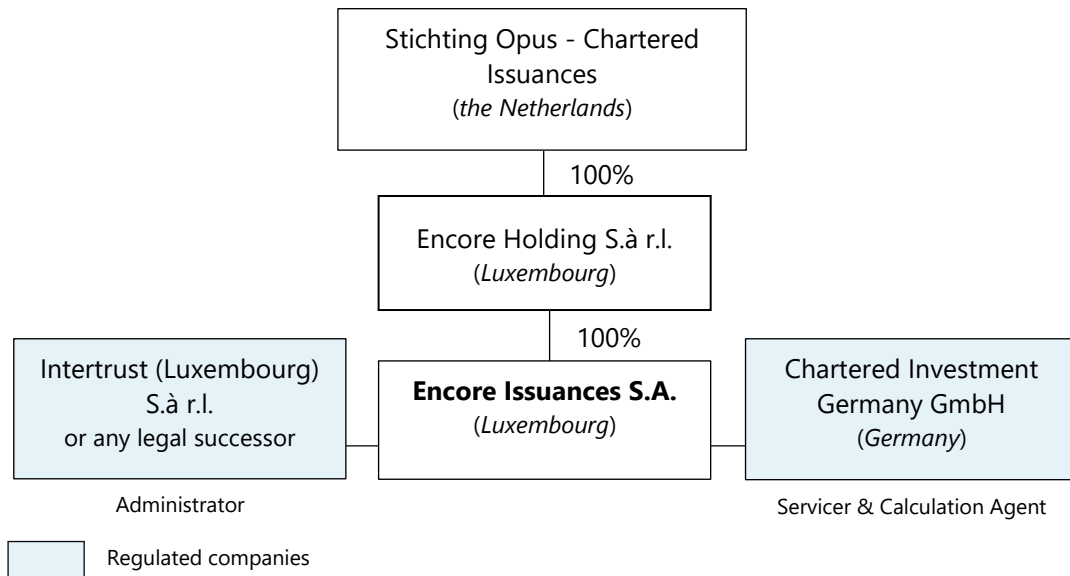 Stichting Opus - Chartered
Issuances
(the Netherlands)
100%
Encore Holding S.à r.l.
(Luxembourg)
100%
Intertrust (Luxembourg)
S.à r.l.
or any legal successor
Encore Issuances S.A.
(Luxembourg)
Chartered Investment
Germany GmbH
(Germany)
Administrator
Servicer & Calculation Agent
Regulated companies